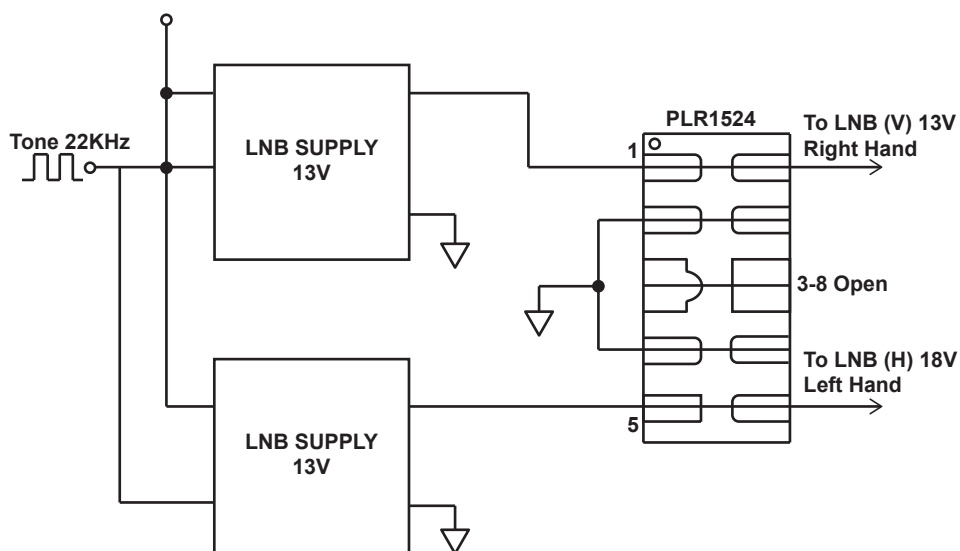 Tone 22KHz
LNB SUPPLY
13V
PLR1524
1
To LNB (V) 13V
Right Hand
3-8 Open
To LNB (H) 18V
Left Hand
5
LNB SUPPLY
13V